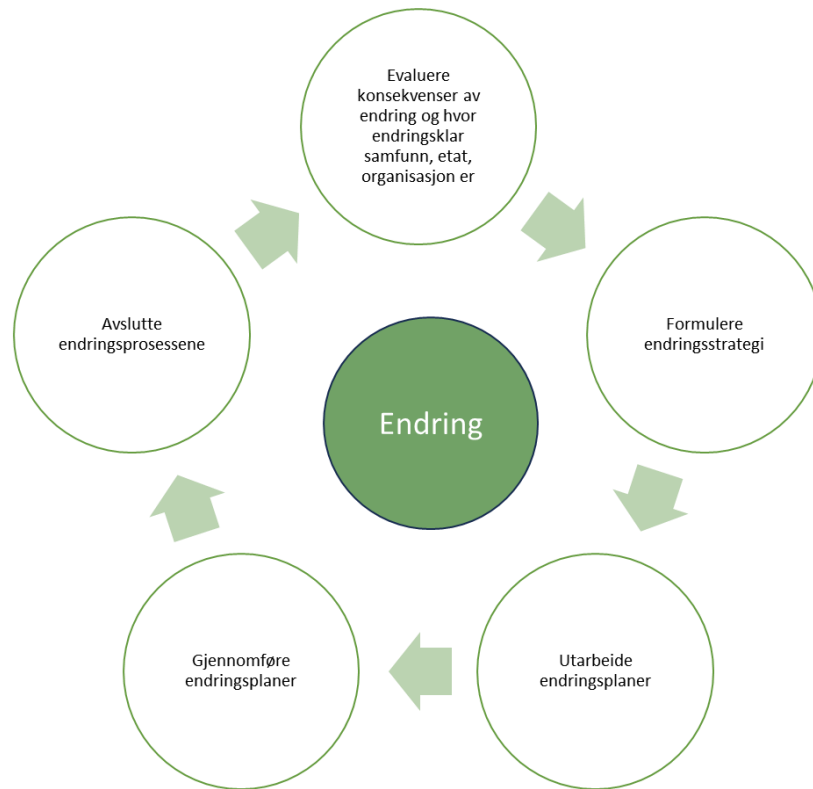 Evaluere
konsekvenser av
endring og hvor
endringsklar
samfunn, etat,
organisasjon er
Formulere
endringsstrategi
Utarbeide
endringsplaner
Gjennomføre
endringsplaner
Avslutte
endringsprosessene
Endring